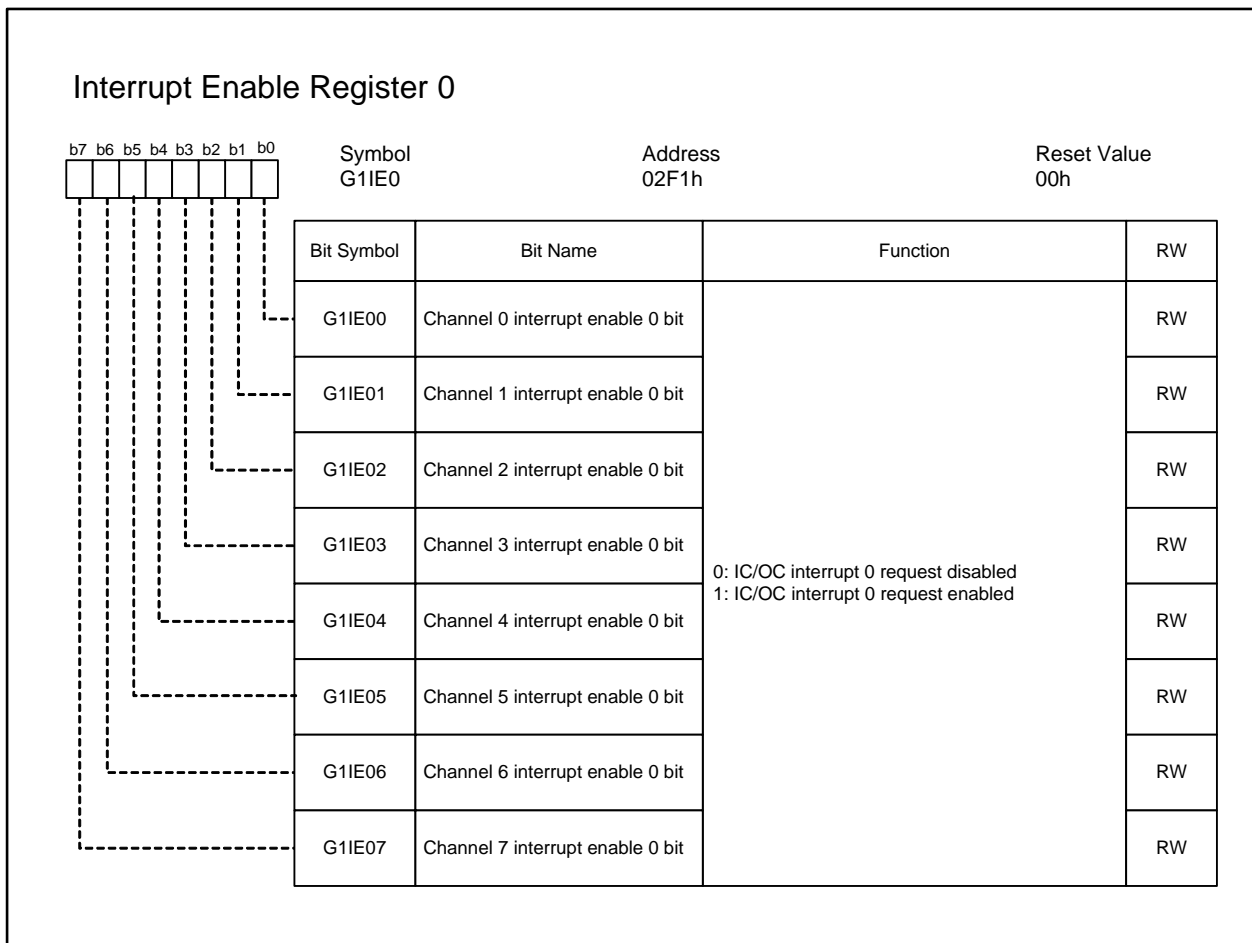 Interrupt Enable Register 0
b7 b6 b5 b4 b3 b2 b1 b0
Symbol Address Reset Value
G1IE0 02F1h 00h
Bit Symbol Bit Name Function RW
G1IE00 Channel 0 interrupt enable 0 bit RW
G1IE01 Channel 1 interrupt enable 0 bit RW
G1IE02 Channel 2 interrupt enable 0 bit RW
G1IE03 Channel 3 interrupt enable 0 bit RW
0: IC/OC interrupt 0 request disabled
1: IC/OC interrupt 0 request enabled
G1IE04 Channel 4 interrupt enable 0 bit RW
G1IE05 Channel 5 interrupt enable 0 bit RW
G1IE06 Channel 6 interrupt enable 0 bit RW
G1IE07 Channel 7 interrupt enable 0 bit RW